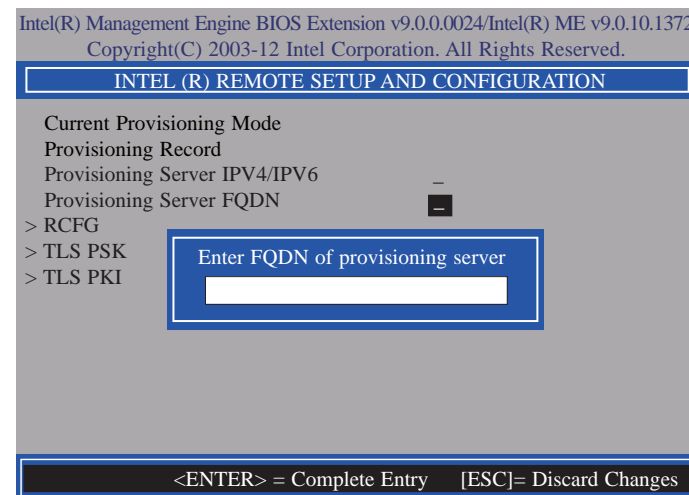 Intel(R) Management Engine BIOS Extension v9.0.0.0024/Intel(R) ME v9.0.10.1372
Copyright(C) 2003-12 Intel Corporation. All Rights Reserved.
INTEL (R) REMOTE SETUP AND CONFIGURATION
Current Provisioning Mode
Provisioning Record
Provisioning Server IPV4/IPV6 _
Provisioning Server FQDN _
> RCFG
> TLS PSK
> TLS PKI
Enter FQDN of provisioning server
<ENTER> = Complete Entry [ESC]= Discard Changes